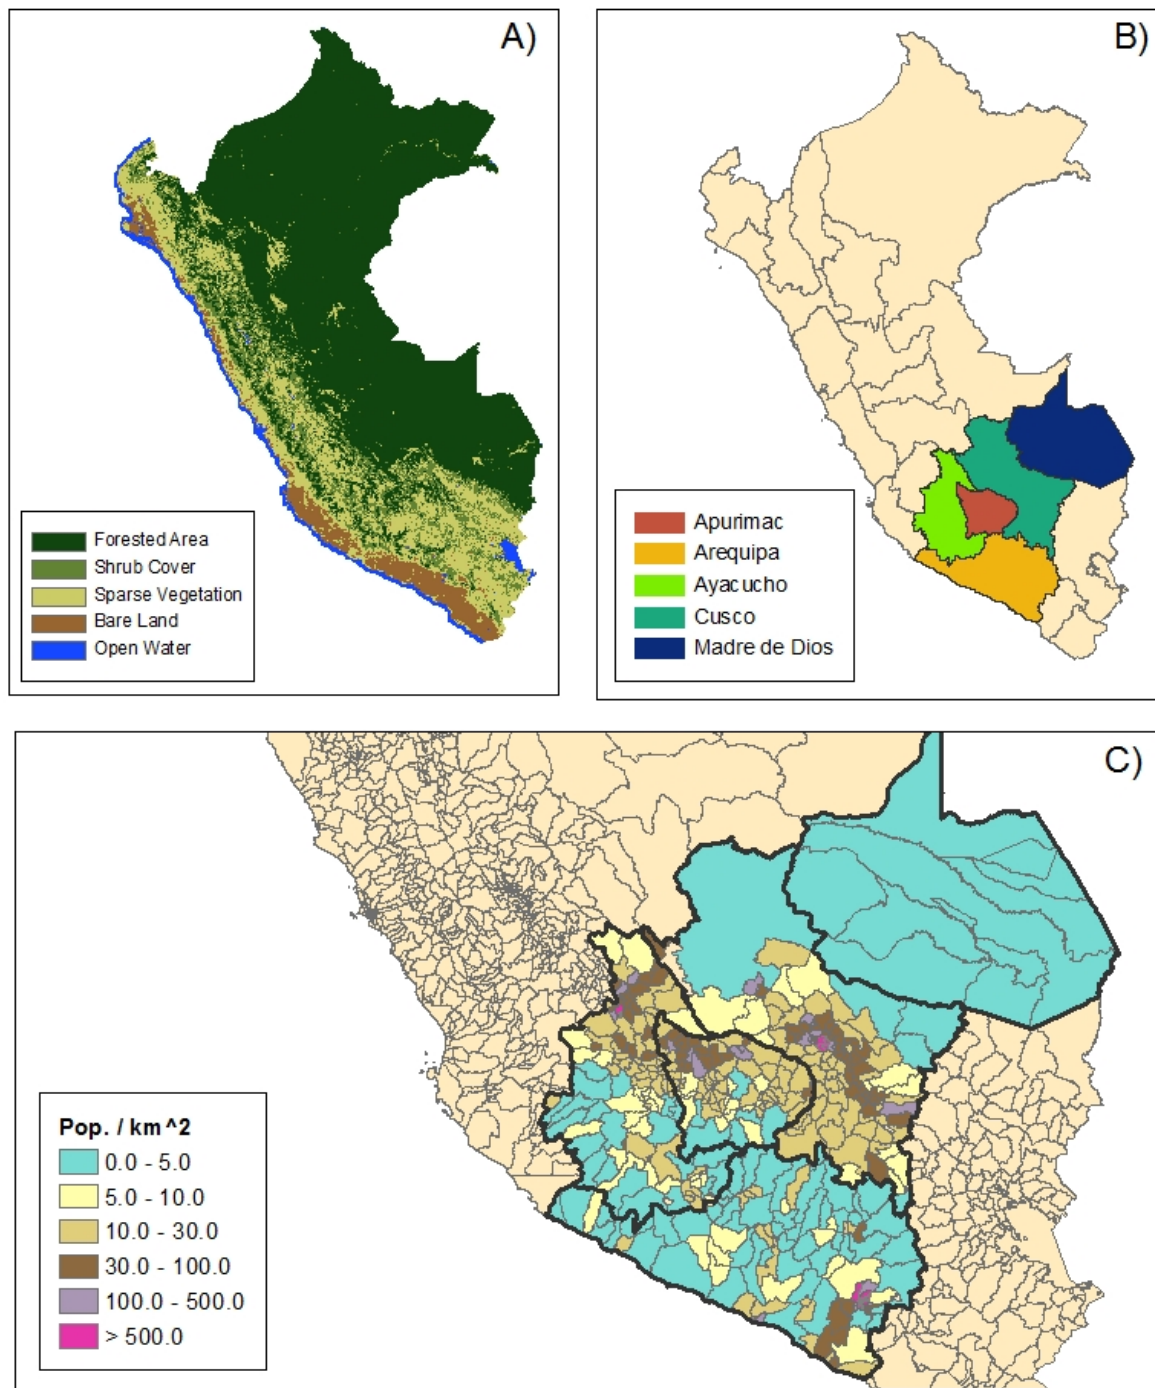 A)
Forested Area
Shrub Cover
Sparse Vegetation
Bare Land
Open Water
B)
Apurimac
Arequipa
Ayacucho
Cusco
Madre de Dios
C)
Pop. / km^2
0.0 - 5.0
5.0 - 10.0
10.0 - 30.0
30.0 - 100.0
100.0 - 500.0
> 500.0